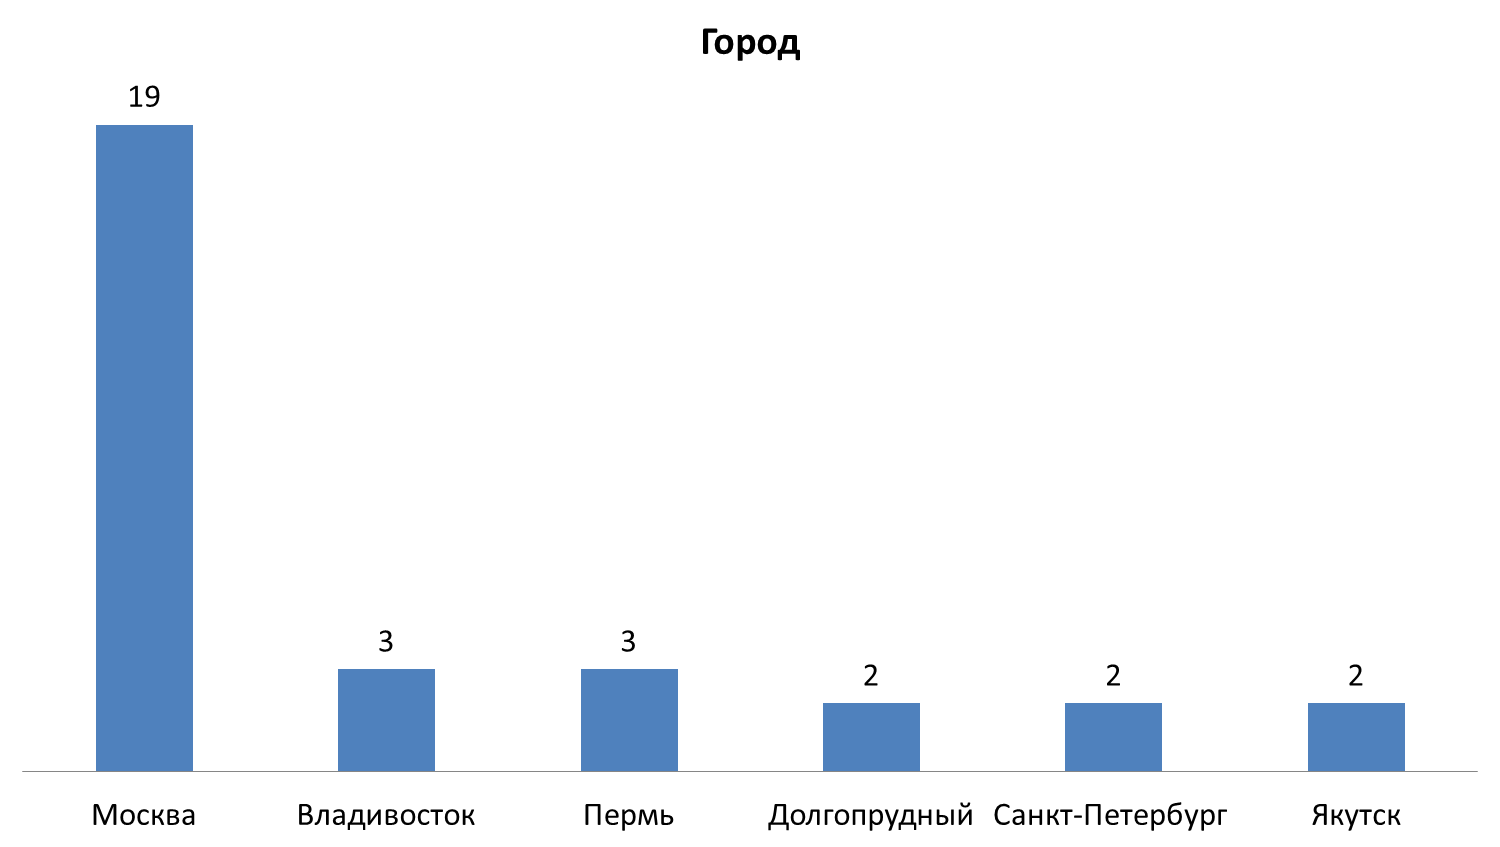 Город
19
3
3
2
2
2
Москва
Владивосток
Пермь
Долгопрудный
Санкт-Петербург
Якутск